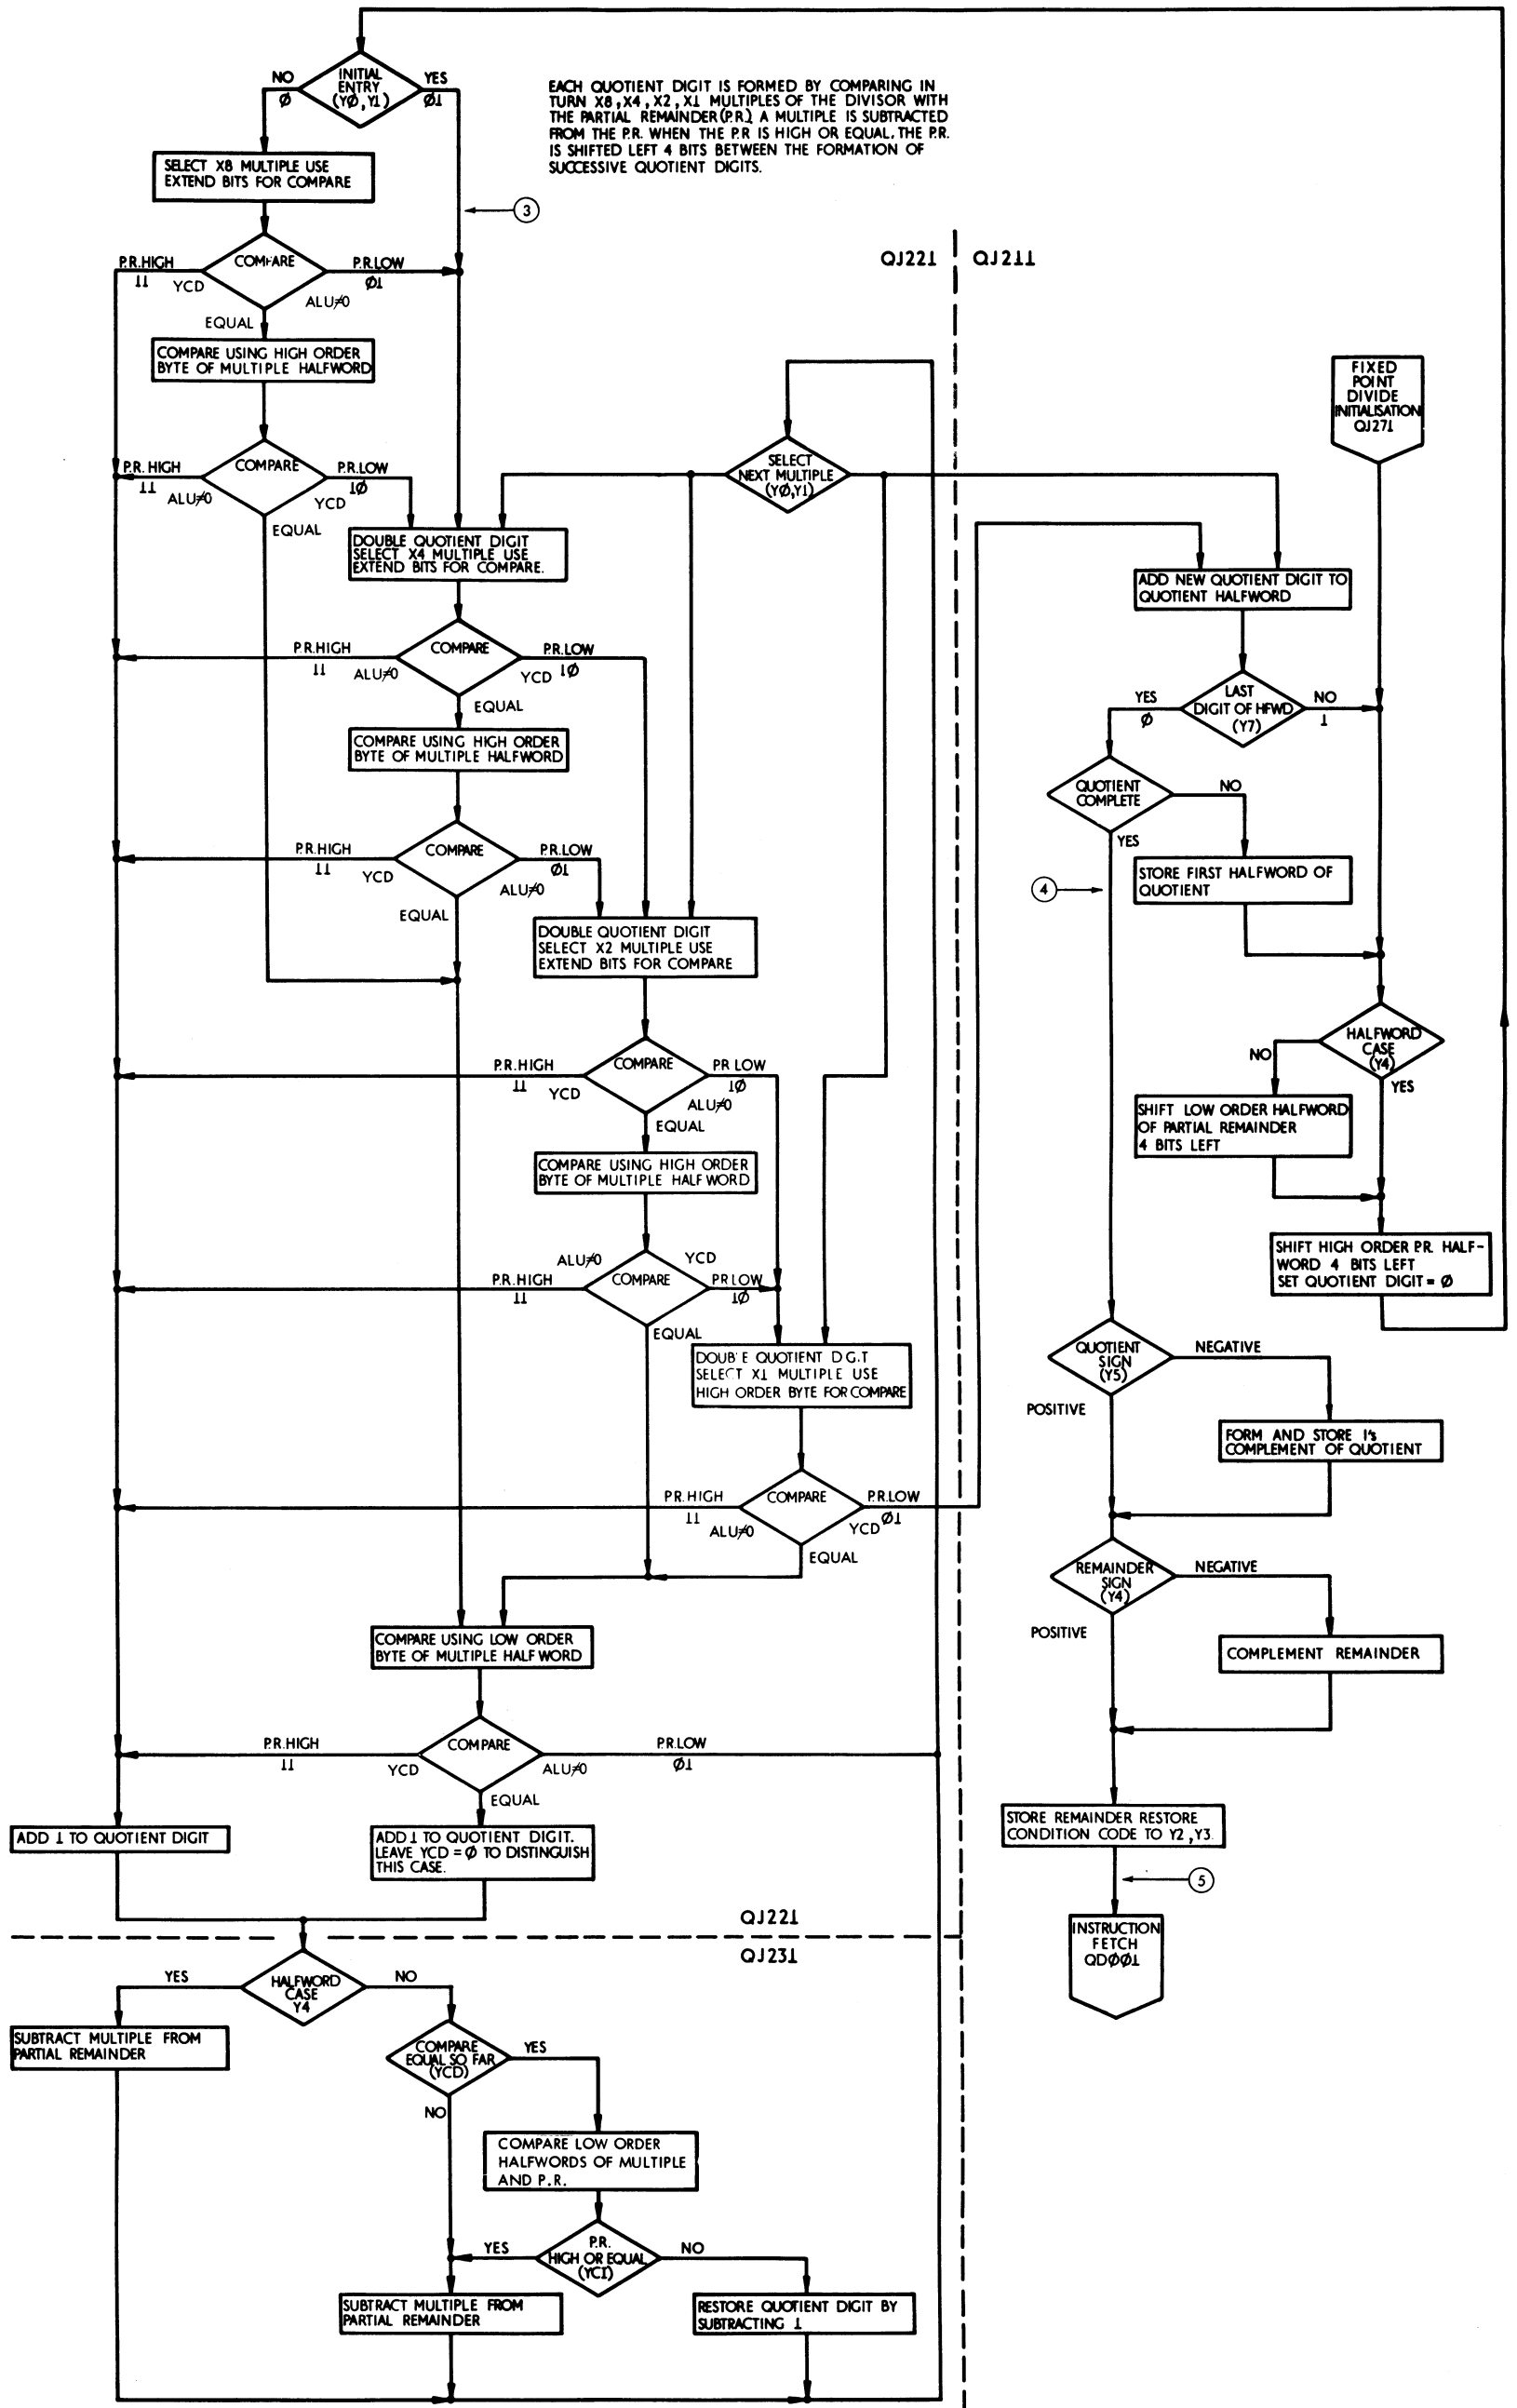 EACH QUOTIENT DIGIT IS FORMED BY COMPARING IN
TURN X8, X4, X2, X1 MULTIPLES OF THE DIVISOR WITH
THE PARTIAL REMAINDER (P.R.) A MULTIPLE IS SUBTRACTED
FROM THE P.R. WHEN THE P.R IS HIGH OR EQUAL. THE P.R.
IS SHIFTED LEFT 4 BITS BETWEEN THE FORMATION OF
SUCCESSIVE QUOTIENT DIGITS.
INITIAL
ENTRY
(YØ, Y1)
NO
Ø
YES
Ø1
SELECT X8 MULTIPLE USE
EXTEND BITS FOR COMPARE
3
COMPARE
P.R.HIGH
11
YCD
P.R.LOW
Ø1
ALU≠0
EQUAL
COMPARE USING HIGH ORDER
BYTE OF MULTIPLE HALFWORD
COMPARE
P.R. HIGH
11
ALU≠0
P.R.LOW
1Ø
YCD
EQUAL
DOUBLE QUOTIENT DIGIT
SELECT X4 MULTIPLE USE
EXTEND BITS FOR COMPARE.
COMPARE
P.R.HIGH
11
ALU≠0
P.R.LOW
YCD 1Ø
EQUAL
COMPARE USING HIGH ORDER
BYTE OF MULTIPLE HALFWORD
COMPARE
P.R.HIGH
11
YCD
P.R.LOW
Ø1
ALU≠0
EQUAL
DOUBLE QUOTIENT DIGIT
SELECT X2 MULTIPLE USE
EXTEND BITS FOR COMPARE
COMPARE
P.R.HIGH
11
YCD
PR LOW
1Ø
ALU≠0
EQUAL
COMPARE USING HIGH ORDER
BYTE OF MULTIPLE HALF WORD
COMPARE
ALU≠0
P.R.HIGH
11
YCD
PR LOW
1Ø
EQUAL
DOUB'E QUOTIENT D G.T
SELECT X1 MULTIPLE USE
HIGH ORDER BYTE FOR COMPARE
COMPARE
P.R.HIGH
11
ALU≠0
P.R.LOW
YCD Ø1
EQUAL
COMPARE USING LOW ORDER
BYTE OF MULTIPLE HALF WORD
COMPARE
P.R.HIGH
11
YCD
P.R.LOW
Ø1
ALU≠0
EQUAL
ADD 1 TO QUOTIENT DIGIT
ADD 1 TO QUOTIENT DIGIT.
LEAVE YCD = Ø TO DISTINGUISH
THIS CASE.
SELECT
NEXT MULTIPLE
(YØ, Y1)
QJ221
QJ211
QJ221
QJ231
HALFWORD
CASE
Y4
YES
NO
SUBTRACT MULTIPLE FROM
PARTIAL REMAINDER
COMPARE
EQUAL SO FAR
(YCD)
YES
NO
COMPARE LOW ORDER
HALFWORDS OF MULTIPLE
AND P.R.
P.R.
HIGH OR EQUAL
(YCI)
YES
NO
SUBTRACT MULTIPLE FROM
PARTIAL REMAINDER
RESTORE QUOTIENT DIGIT BY
SUBTRACTING 1
FIXED
POINT
DIVIDE
INITIALISATION
QJ271
ADD NEW QUOTIENT DIGIT TO
QUOTIENT HALFWORD
LAST
DIGIT OF HFWD
(Y7)
YES
Ø
NO
1
QUOTIENT
COMPLETE
NO
YES
4
STORE FIRST HALFWORD OF
QUOTIENT
HALFWORD
CASE
(Y4)
NO
YES
SHIFT LOW ORDER HALFWORD
OF PARTIAL REMAINDER
4 BITS LEFT
SHIFT HIGH ORDER P.R. HALF-
WORD 4 BITS LEFT
SET QUOTIENT DIGIT = Ø
QUOTIENT
SIGN
(Y5)
NEGATIVE
POSITIVE
FORM AND STORE 1's
COMPLEMENT OF QUOTIENT
REMAINDER
SIGN
(Y4)
NEGATIVE
POSITIVE
COMPLEMENT REMAINDER
STORE REMAINDER RESTORE
CONDITION CODE TO Y2, Y3.
5
INSTRUCTION
FETCH
QDØØ1